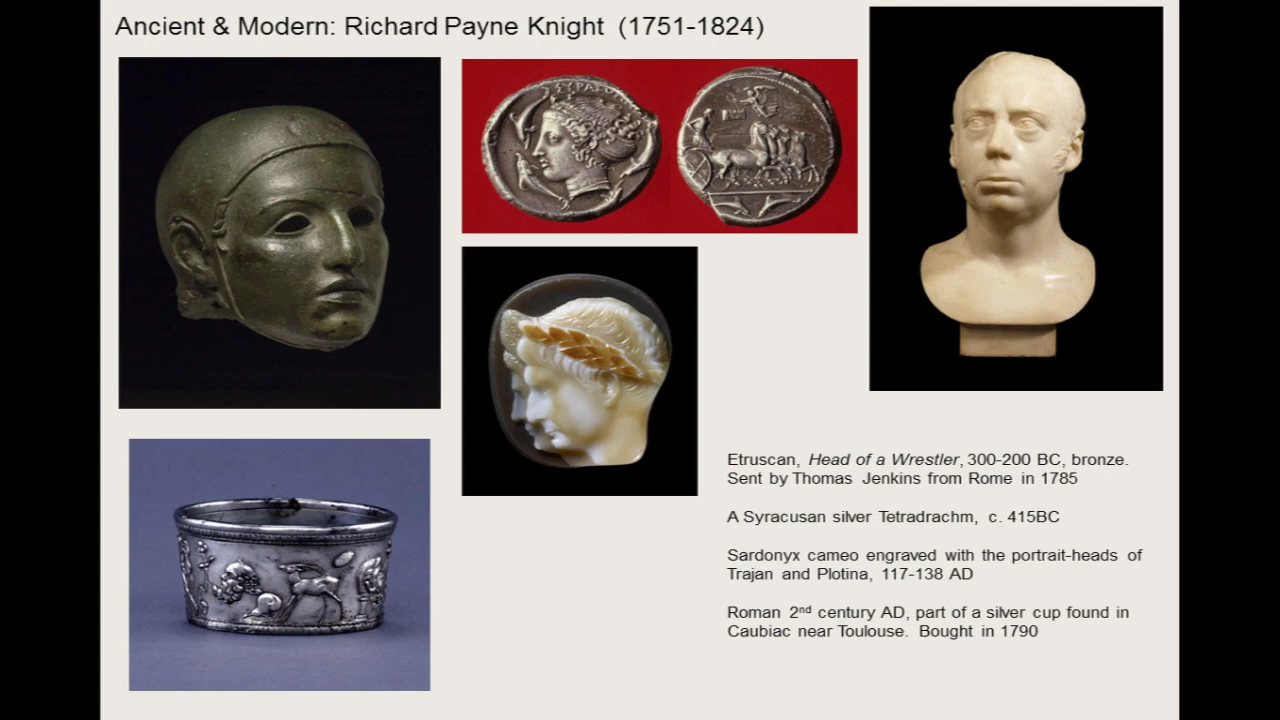 Ancient & Modern: Richard Payne Knight (1751-1824)
Etruscan, Head of a Wrestler, 300-200 BC, bronze.
Sent by Thomas Jenkins from Rome in 1785
A Syracusan silver Tetradrachm, c. 415BC
Sardonyx cameo engraved with the portrait-heads of
Trajan and Plotina, 117-138 AD
Roman 2nd century AD, part of a silver cup found in
Caubiac near Toulouse. Bought in 1790